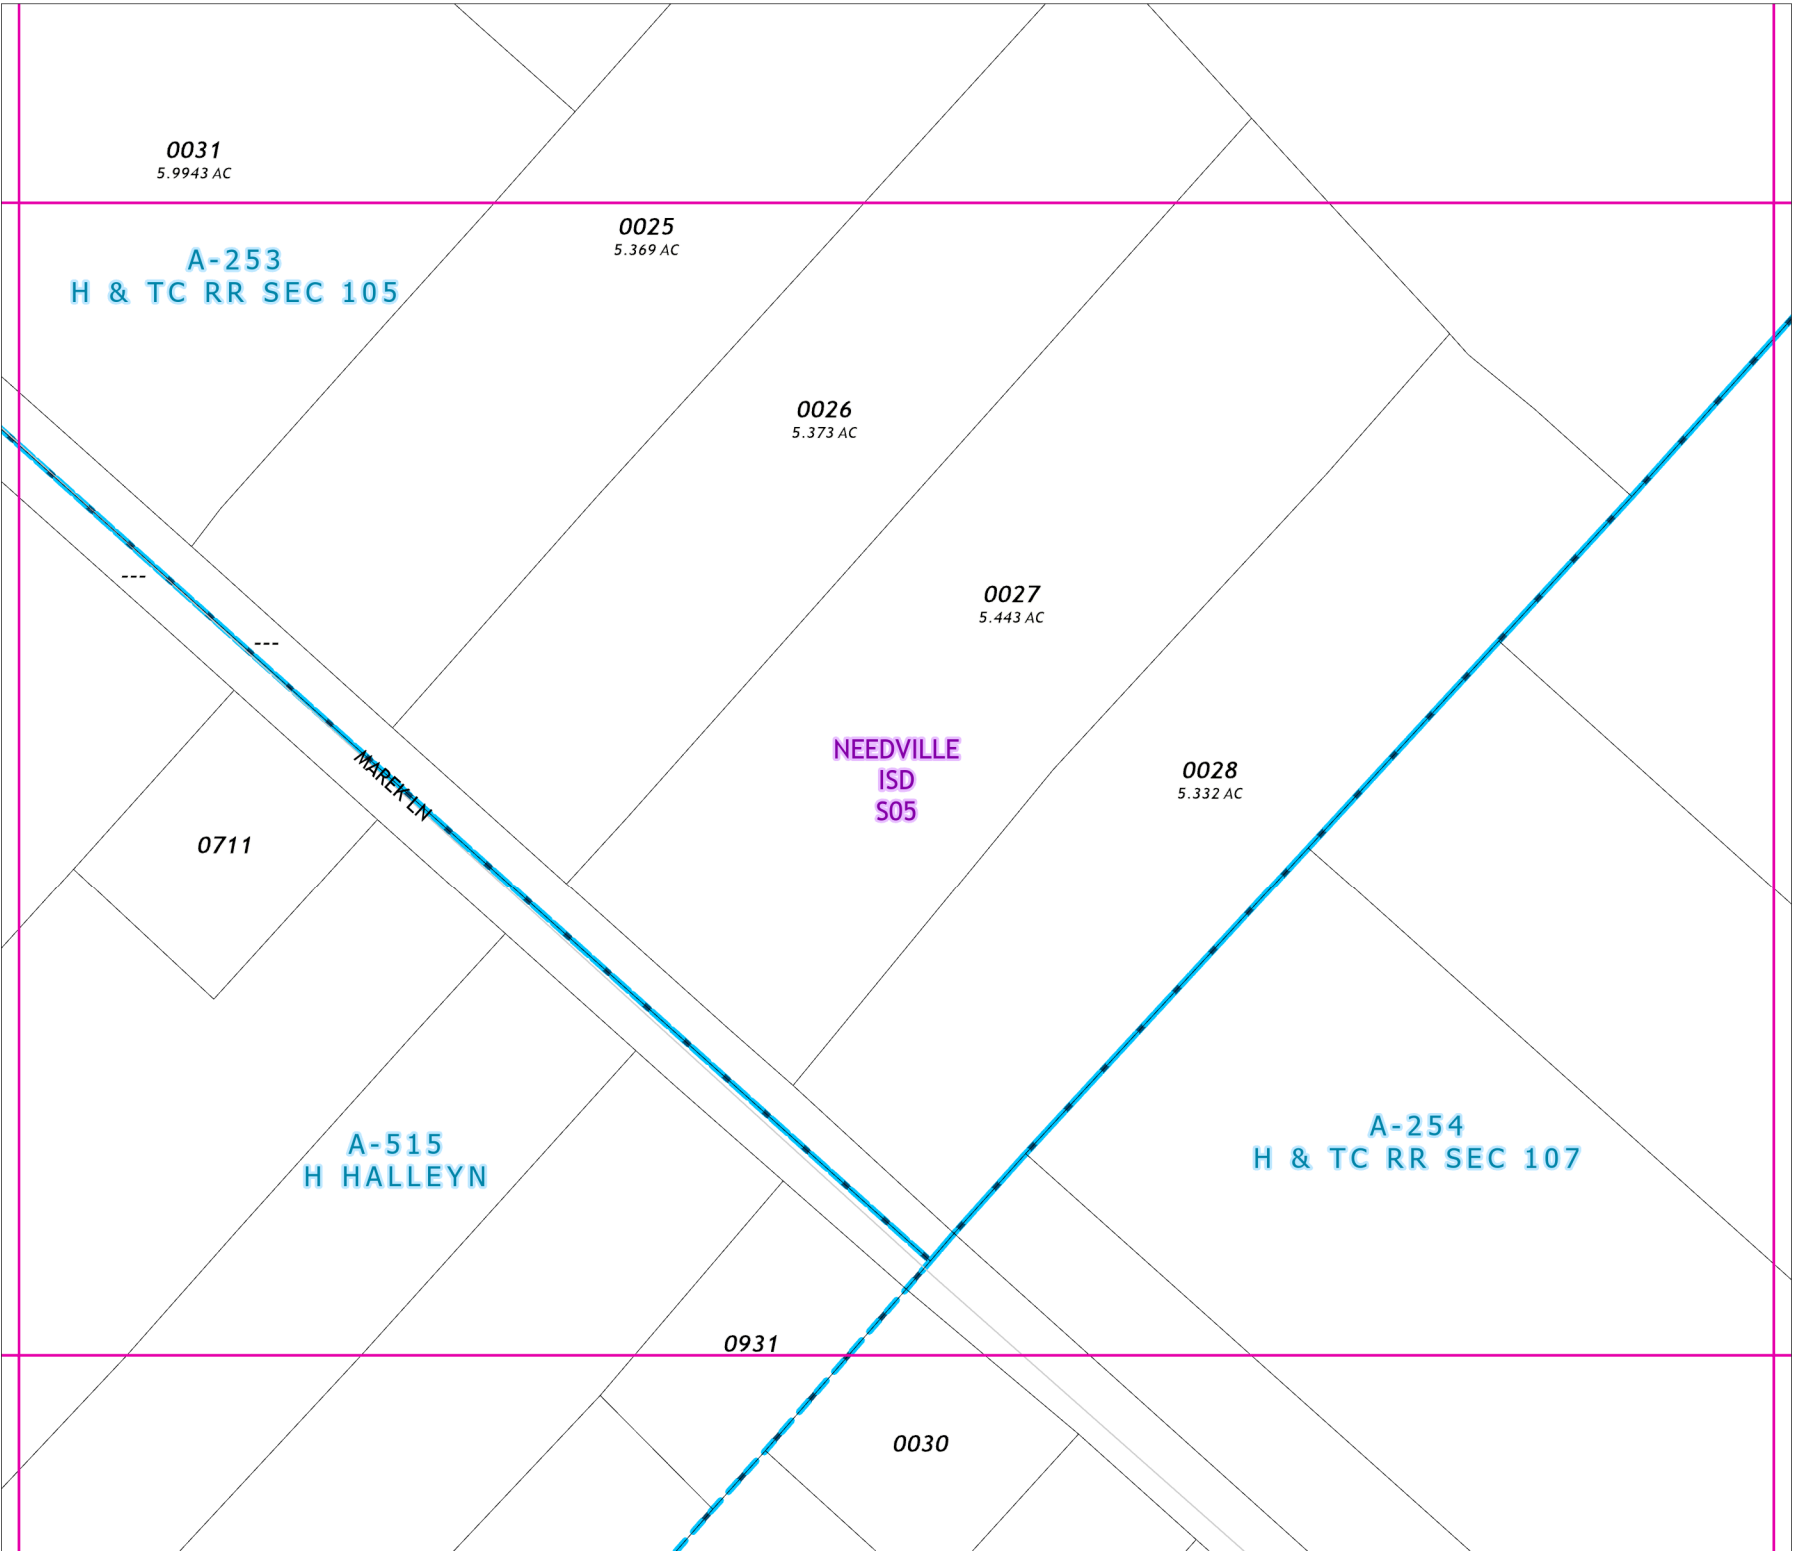 0031
5.9943 AC
0025
5.369 AC
A-253
H & TC RR SEC 105
0026
5.373 AC
---
0027
5.443 AC
---
NEEDVILLE
ISD
S05
0028
5.332 AC
MAREK LN
0711
A-254
H & TC RR SEC 107
A-515
H HALLEYN
0931
0030